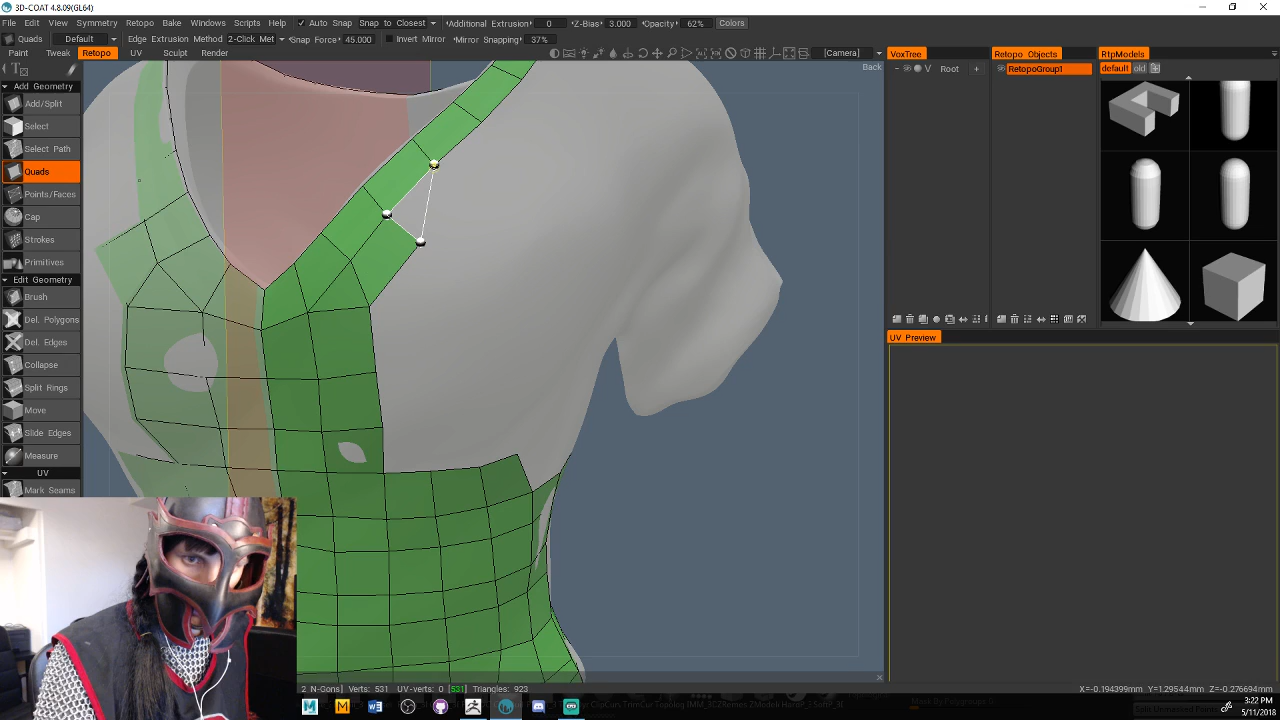 3D-COAT 4.8.09(GL64)
File Edit View Symmetry Retopo Bake Windows Scripts Help Auto Snap Snap to Closest Additional Extrusion 0 Z-Bias 3.000 Opacity 62% Colors
Quads Default Edge Extrusion Method 2-Click Met Snap Force 45.000 Invert Mirror Mirror Snapping 37%
Paint Tweak Retopo UV Sculpt Render [Camera]
Back
VoxTree
Root
Retopo Objects
RetopoGroup1
RtpModels
default old
Add Geometry
Add/Split
Select
Select Path
Quads
Points/Faces
Cap
Strokes
Primitives
Edit Geometry
Brush
Del. Polygons
Del. Edges
Collapse
Split Rings
Move
Slide Edges
Measure
UV
Mark Seams
UV Preview
2 N-Gons] Verts: 531 UV-verts: 0 [531] Triangles: 923
X=-0.194399mm Y=1.29544mm Z=-0.276694mm
3:22 PM
5/11/2018